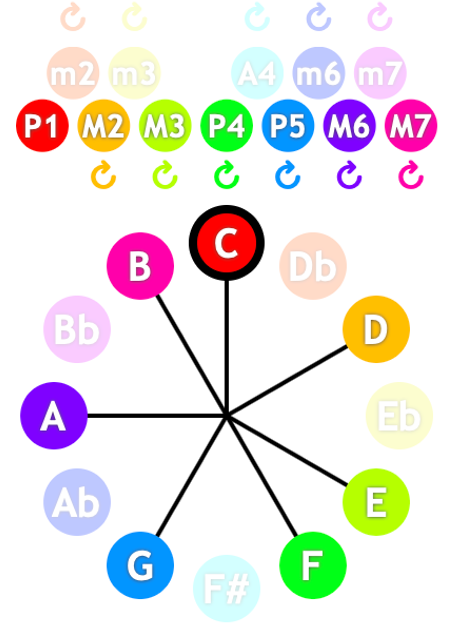 m2 m3 A4 m6 m7
P1 M2 M3 P4 P5 M6 M7
C
B Db
Bb D
A Eb
Ab E
G F
F#